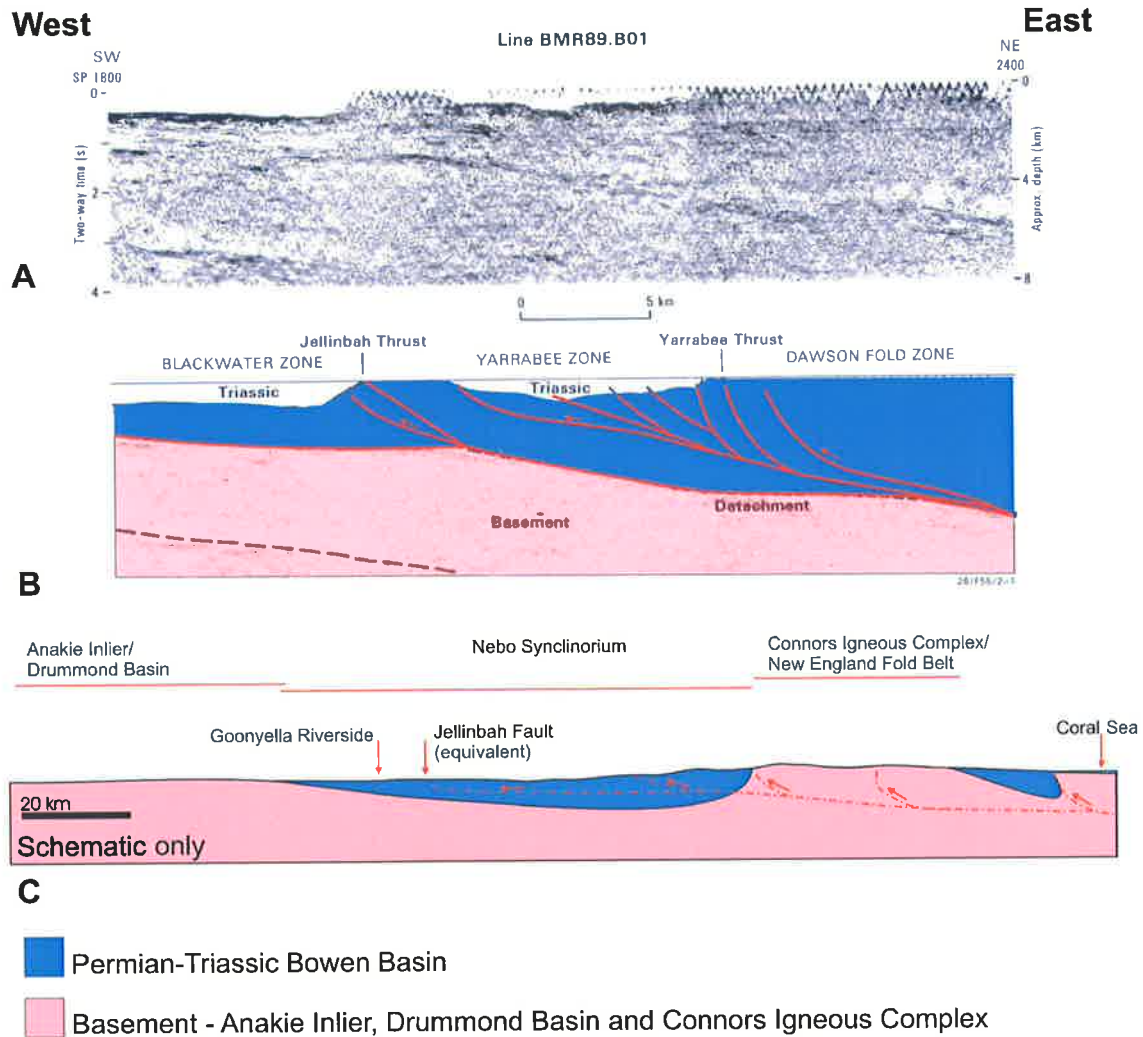 West
East
Line BMR89.B01
SW
NE
SP 1800
2400
0
0
Two-way time (s)
2
4
Approx. depth (km)
4
8
A
0 5 km
Jellinbah Thrust
Yarrabee Thrust
BLACKWATER ZONE
YARRABEE ZONE
DAWSON FOLD ZONE
Triassic
Triassic
Detachment
Basement
B
Anakie Inlier/
Drummond Basin
Nebo Synclinorium
Connors Igneous Complex/
New England Fold Belt
Goonyella Riverside
Jellinbah Fault
(equivalent)
Coral Sea
20 km
Schematic only
C
Permian-Triassic Bowen Basin
Basement - Anakie Inlier, Drummond Basin and Connors Igneous Complex